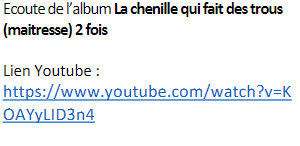 Ecoute de l'album La chenille qui fait des trous
(maitresse) 2 fois
Lien Youtube :
https://www.youtube.com/watch?v=K
OAYyLID3n4